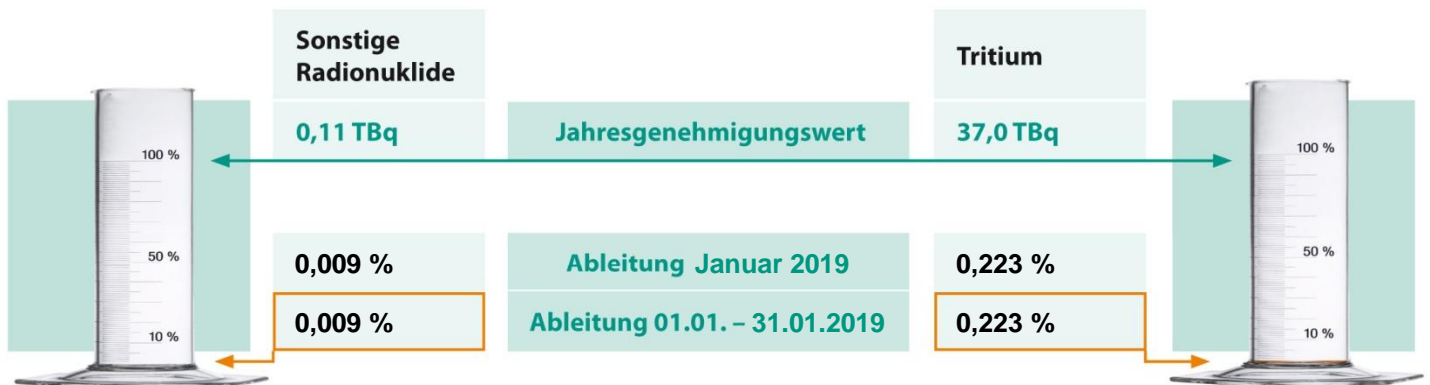 Sonstige
Radionuklide
Tritium
0,11 TBq
Jahresgenehmigungswert
37,0 TBq
100 %
100 %
50 %
0,009 %
Ableitung Januar 2019
0,223 %
50 %
10 %
0,009 %
Ableitung 01.01. – 31.01.2019
0,223 %
10 %